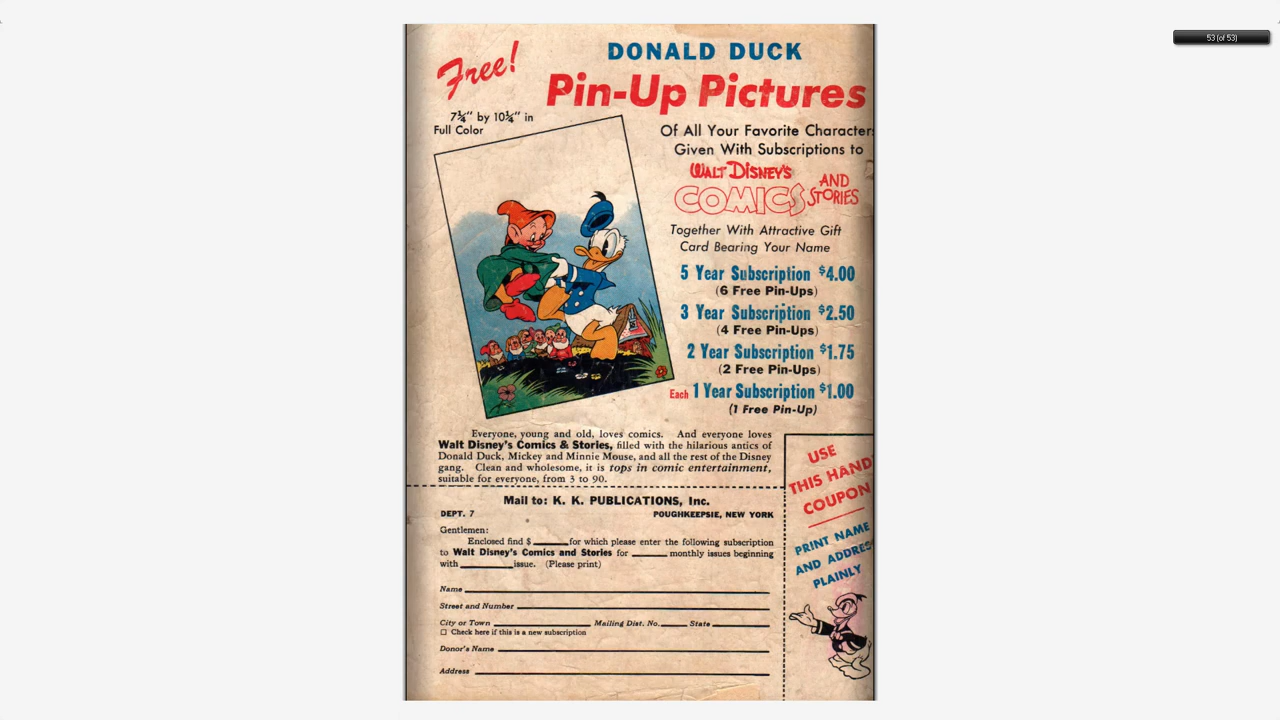 53 (of 53)
Free!
DONALD DUCK
Pin-Up Pictures
7¾" by 10¼" in
Full Color
Of All Your Favorite Character
Given With Subscriptions to
WALT DISNEY'S
COMICS AND STORIES
Together With Attractive Gift
Card Bearing Your Name
5 Year Subscription $4.00
(6 Free Pin-Ups)
3 Year Subscription $2.50
(4 Free Pin-Ups)
2 Year Subscription $1.75
(2 Free Pin-Ups)
Each 1 Year Subscription $1.00
(1 Free Pin-Up)
Everyone, young and old, loves comics. And everyone loves
Walt Disney's Comics & Stories, filled with the hilarious antics of
Donald Duck, Mickey and Minnie Mouse, and all the rest of the Disney
gang. Clean and wholesome, it is tops in comic entertainment,
suitable for everyone, from 3 to 90.
Mail to: K. K. PUBLICATIONS, Inc.
DEPT. 7 POUGHKEEPSIE, NEW YORK
Gentlemen:
Enclosed find $ ______ for which please enter the following subscription
to Walt Disney's Comics and Stories for ______ monthly issues beginning
with ______ issue. (Please print)
Name
Street and Number
City or Town ______ Mailing Dist. No. ______ State ______
☐ Check here if this is a new subscription
Donor's Name
Address
USE
THIS HAND
COUPON
PRINT NAME
AND ADDRES
PLAINLY